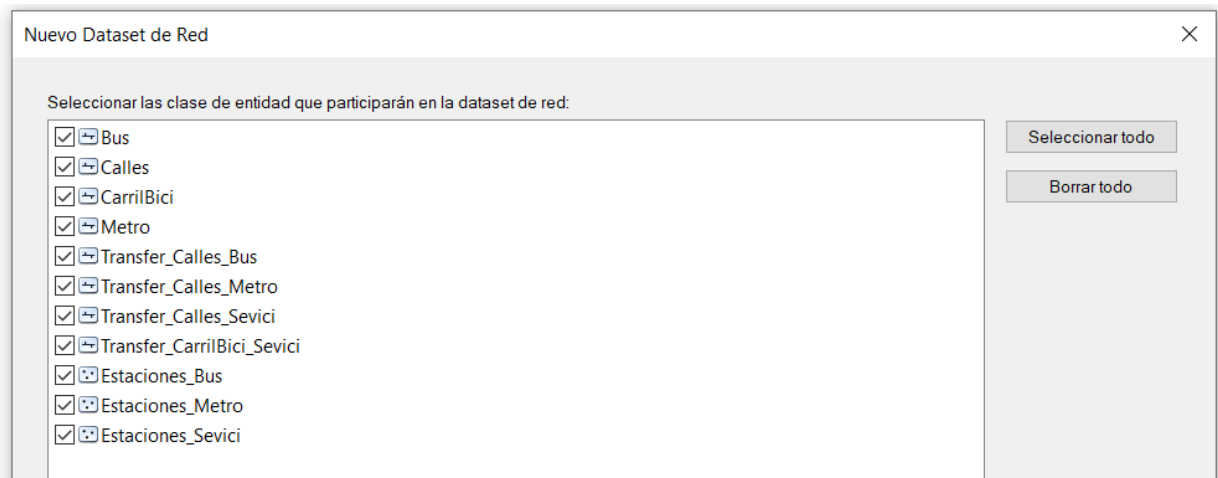 Nuevo Dataset de Red
Seleccionar las clase de entidad que participarán en la dataset de red:
Bus
Calles
CarrilBici
Metro
Transfer_Calles_Bus
Transfer_Calles_Metro
Transfer_Calles_Sevici
Transfer_CarrilBici_Sevici
Estaciones_Bus
Estaciones_Metro
Estaciones_Sevici
Seleccionar todo
Borrar todo